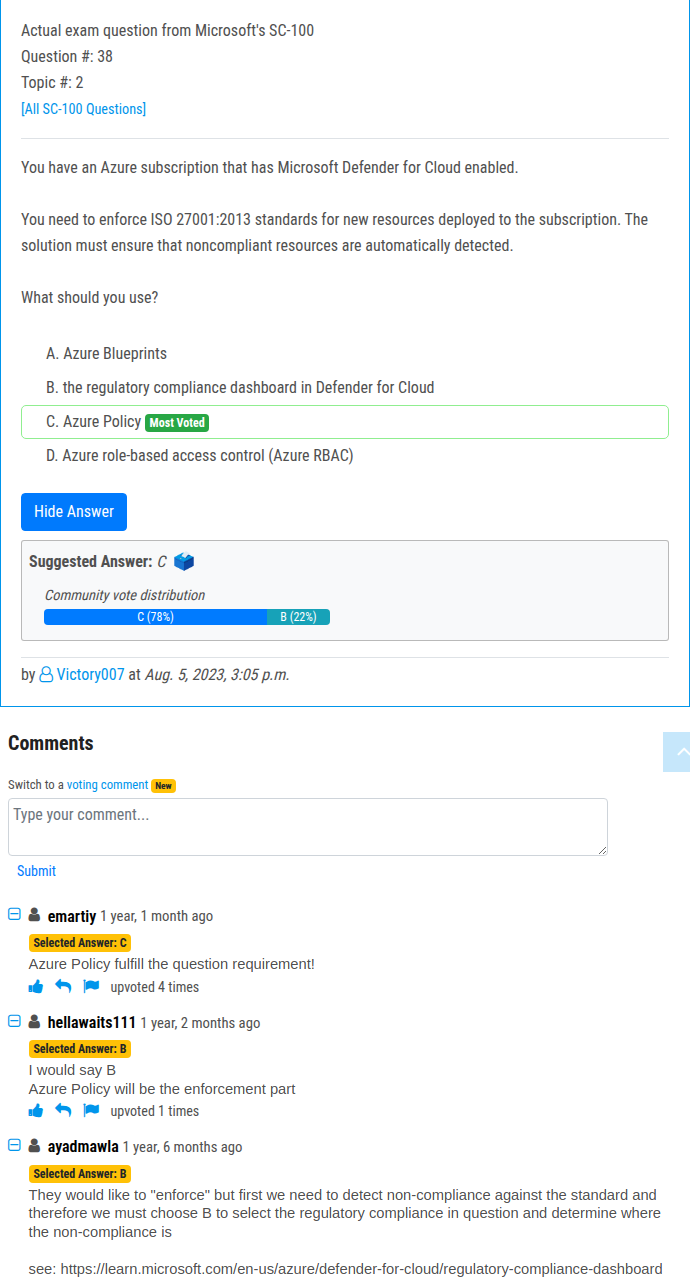 Actual exam question from Microsoft's SC-100
Question #: 38
Topic #: 2
[All SC-100 Questions]
You have an Azure subscription that has Microsoft Defender for Cloud enabled.
You need to enforce ISO 27001:2013 standards for new resources deployed to the subscription. The
solution must ensure that noncompliant resources are automatically detected.
What should you use?
A. Azure Blueprints
B. the regulatory compliance dashboard in Defender for Cloud
C. Azure Policy Most Voted
D. Azure role-based access control (Azure RBAC)
Hide Answer
Suggested Answer: C
Community vote distribution
C (78%) B (22%)
by Victory007 at Aug. 5, 2023, 3:05 p.m.
Comments
Switch to a voting comment New
Type your comment...
Submit
emartiy 1 year, 1 month ago
Selected Answer: C
Azure Policy fulfill the question requirement!
upvoted 4 times
hellawaits111 1 year, 2 months ago
Selected Answer: B
I would say B
Azure Policy will be the enforcement part
upvoted 1 times
ayadmawla 1 year, 6 months ago
Selected Answer: B
They would like to "enforce" but first we need to detect non-compliance against the standard and
therefore we must choose B to select the regulatory compliance in question and determine where
the non-compliance is
see: https://learn.microsoft.com/en-us/azure/defender-for-cloud/regulatory-compliance-dashboard